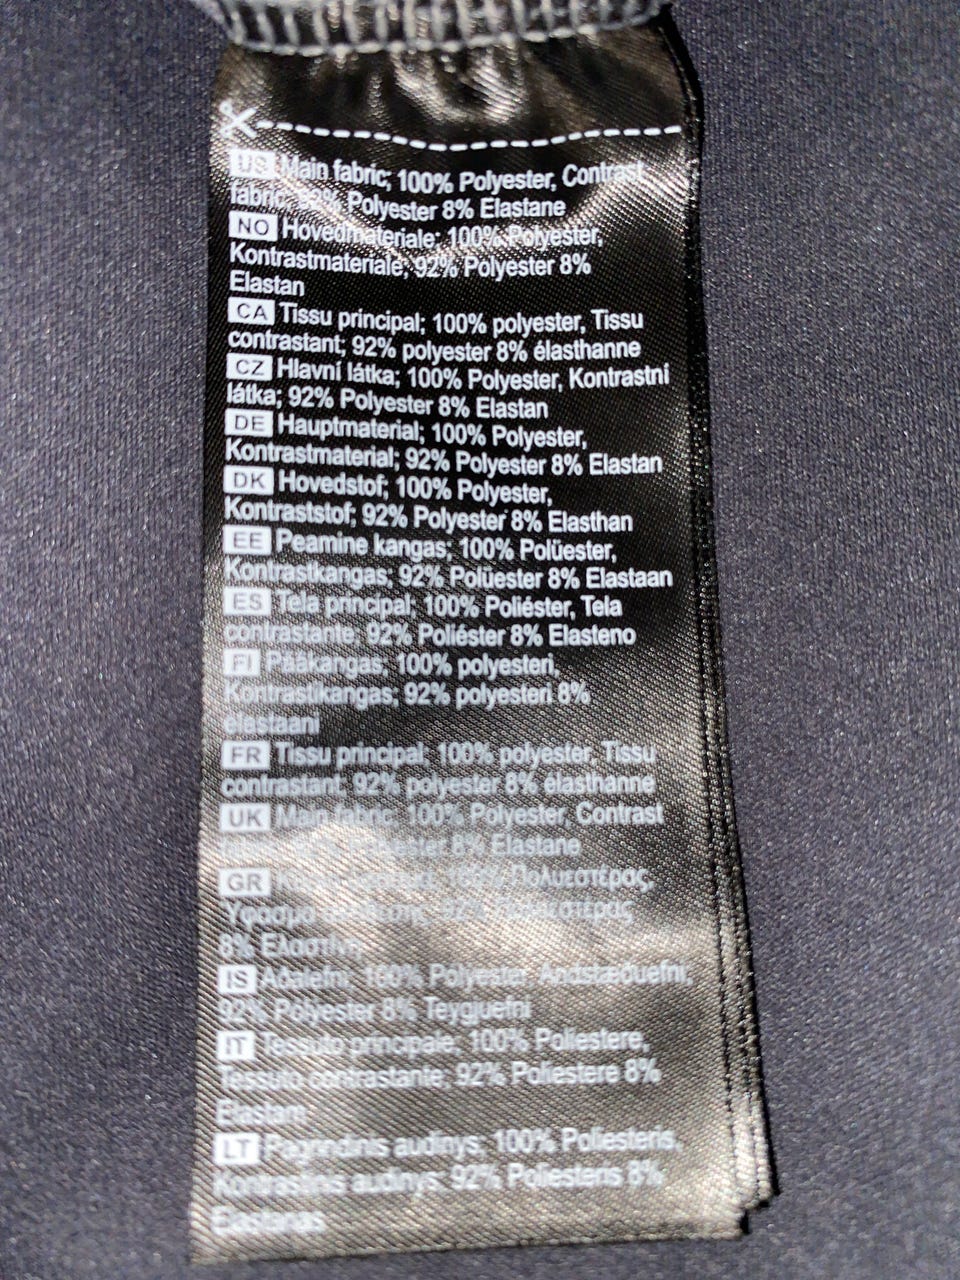 US Main fabric; 100% Polyester, Contrast
fabric; 92% Polyester 8% Elastane
NO Hovedmateriale; 100% Polyester,
Kontrastmateriale; 92% Polyester 8%
Elastan
CA Tissu principal; 100% polyester, Tissu
contrastant; 92% polyester 8% élasthanne
CZ Hlavní látka; 100% Polyester, Kontrastní
látka; 92% Polyester 8% Elastan
DE Hauptmaterial; 100% Polyester,
Kontrastmaterial; 92% Polyester 8% Elastan
DK Hovedstof; 100% Polyester,
Kontraststof; 92% Polyester 8% Elasthan
EE Peamine kangas; 100% Polüester,
Kontrastkangas; 92% Polüester 8% Elastaan
ES Tela principal; 100% Poliéster, Tela
contrastante; 92% Poliéster 8% Elasteno
FI Pääkangas; 100% polyesteri,
Kontrastikangas; 92% polyesteri 8%
elastaani
FR Tissu principal; 100% polyester, Tissu
contrastant; 92% polyester 8% élasthanne
UK Main fabric; 100% Polyester, Contrast
Polyester 8% Elastane
GR 100% Πολυεστέρας,
Ύφασμα 92% Πολυεστέρας
8% Ελαστίνη
IS Aðalefni; 100% Polyester, Andstæðuefni;
92% Polyester 8% Teygjuefni
IT Tessuto principale; 100% Poliestere,
Tessuto contrastante; 92% Poliestere 8%
Elastam
LT Pagrindinis audinys; 100% Poliesteris,
Kontrastinis audinys; 92% Poliesteris 8%
Elastanas